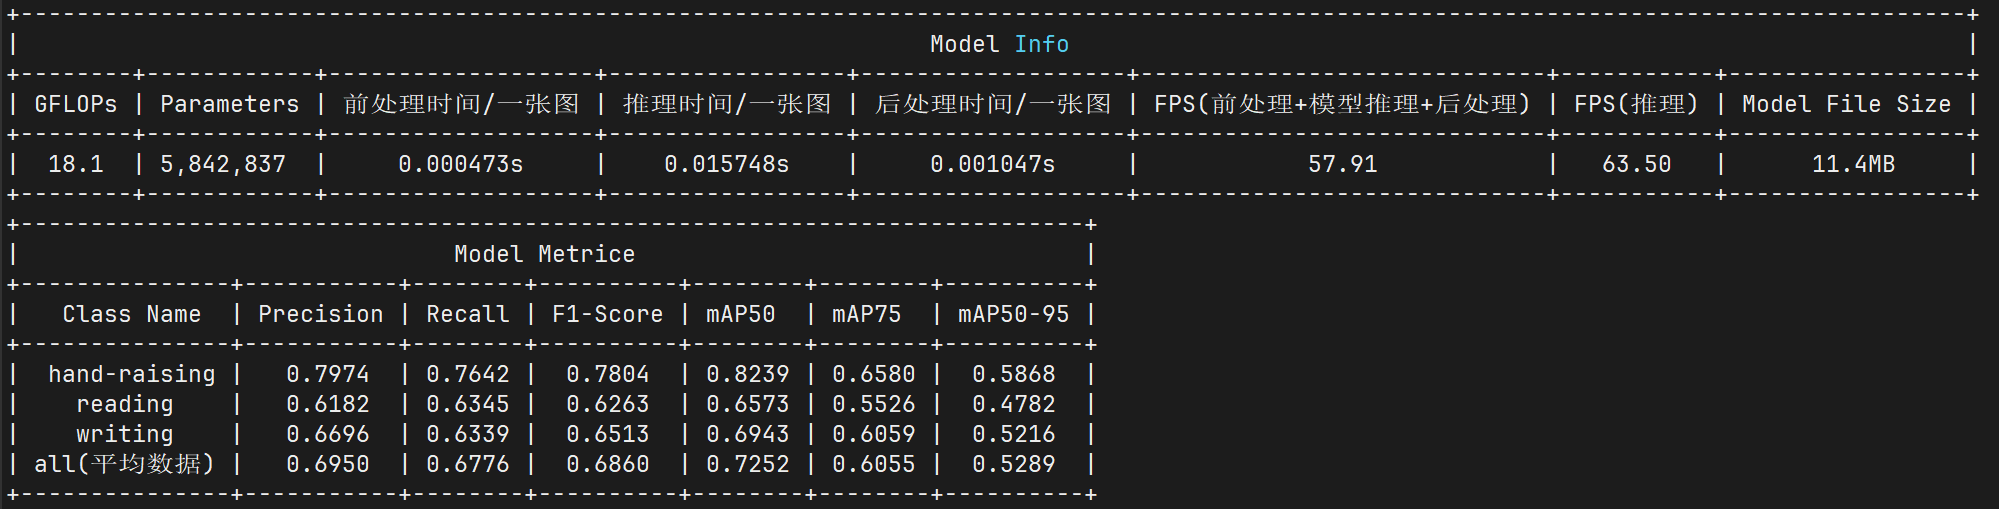 Model Info
| GFLOPs | Parameters | 前处理时间/一张图 | 推理时间/一张图 | 后处理时间/一张图 | FPS(前处理+模型推理+后处理) | FPS(推理) | Model File Size |
| 18.1 | 5,842,837 | 0.000473s | 0.015748s | 0.001047s | 57.91 | 63.50 | 11.4MB |
Model Metrice
| Class Name | Precision | Recall | F1-Score | mAP50 | mAP75 | mAP50-95 |
| hand-raising | 0.7974 | 0.7642 | 0.7804 | 0.8239 | 0.6580 | 0.5868 |
| reading | 0.6182 | 0.6345 | 0.6263 | 0.6573 | 0.5526 | 0.4782 |
| writing | 0.6696 | 0.6339 | 0.6513 | 0.6943 | 0.6059 | 0.5216 |
| all(平均数据) | 0.6950 | 0.6776 | 0.6860 | 0.7252 | 0.6055 | 0.5289 |